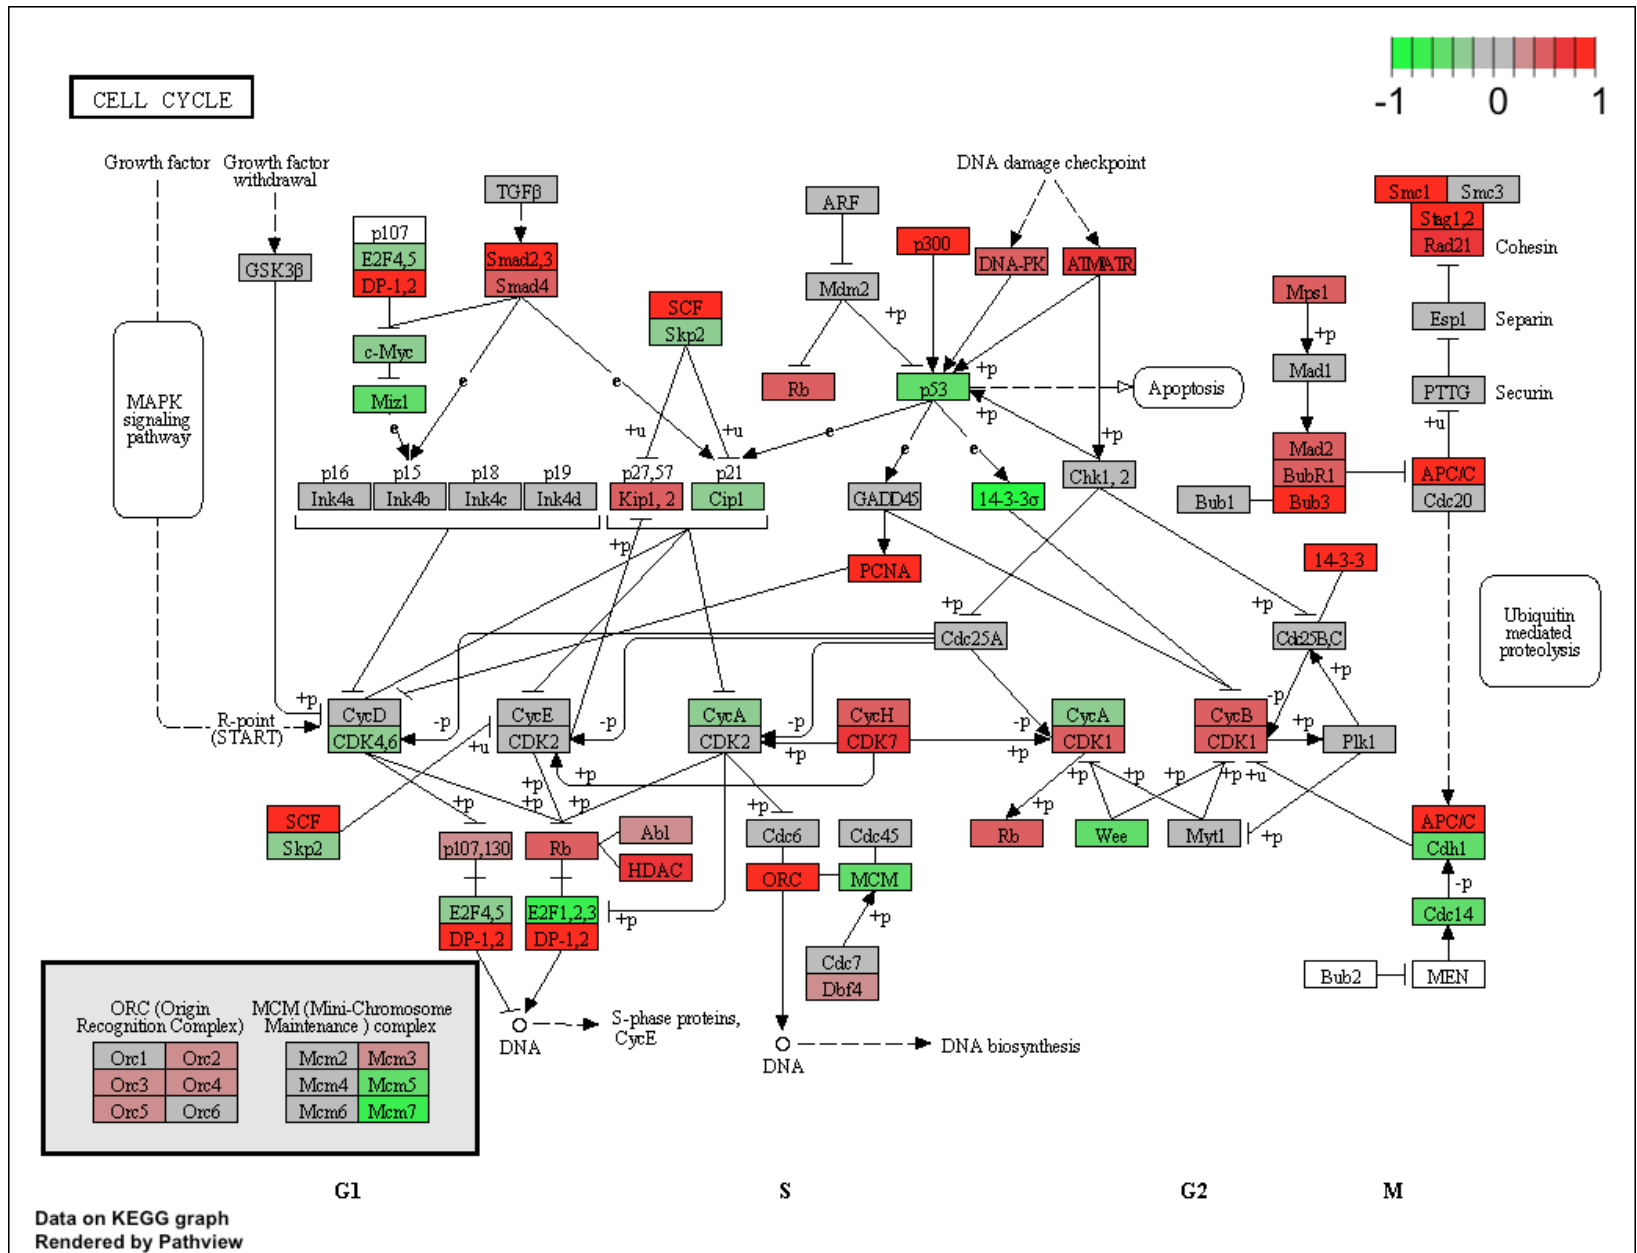 -1 0 1
CELL CYCLE
Growth factor
Growth factor
withdrawal
DNA damage checkpoint
TGFβ
ARF
Smc1 Smc3
Stag1,2
Rad21
Cohesin
p107
E2F4,5
DP-1,2
GSK3β
Smad2,3
Smad4
p300
DNA-PK
ATM/ATR
Mdm2
+p
SCF
Skp2
Mps1
+p
Esp1
Separin
c-Myc
Mad1
MAPK
signaling
pathway
Miz1
e
e
e
Rb
p53
+p
+p
Apoptosis
PTTG
Securin
+u
+u
+u
e
e
e
+p
Mad2
BubR1
Bub3
Bub1
APC/C
Cdc20
p16 p15 p18 p19
Ink4a Ink4b Ink4c Ink4d
p27,57
Kip1, 2
p21
Cip1
GADD45
14-3-3σ
Chk1, 2
+p
PCNA
14-3-3
+p
+p
Cdc25A
Cdc25B,C
Ubiquitin
mediated
proteolysis
+p
-p
+p
R-point
(START)
CycD
CDK4,6
-p
CycE
CDK2
-p
CycA
CDK2
-p
+p
CycH
CDK7
-p
+p
CycA
CDK1
CycB
CDK1
+p
Plk1
+u
+p
+p
+p
+p
+p
+p
+p
+p
+p
+p
+u
+p
SCF
Skp2
p107,130
Rb
Abl
HDAC
Cdc6
Cdc45
ORC
MCM
Rb
Wee
Myt1
+p
APC/C
Cdh1
-p
E2F4,5
DP-1,2
E2F1,2,3
DP-1,2
+p
+p
Cdc14
Cdc7
Dbf4
Bub2
MEN
ORC (Origin
Recognition Complex)
MCM (Mini-Chromosome
Maintenance ) complex
Orc1 Orc2
Orc3 Orc4
Orc5 Orc6
Mcm2 Mcm3
Mcm4 Mcm5
Mcm6 Mcm7
DNA
S-phase proteins,
CycE
DNA
DNA biosynthesis
G1 S G2 M
Data on KEGG graph
Rendered by Pathview